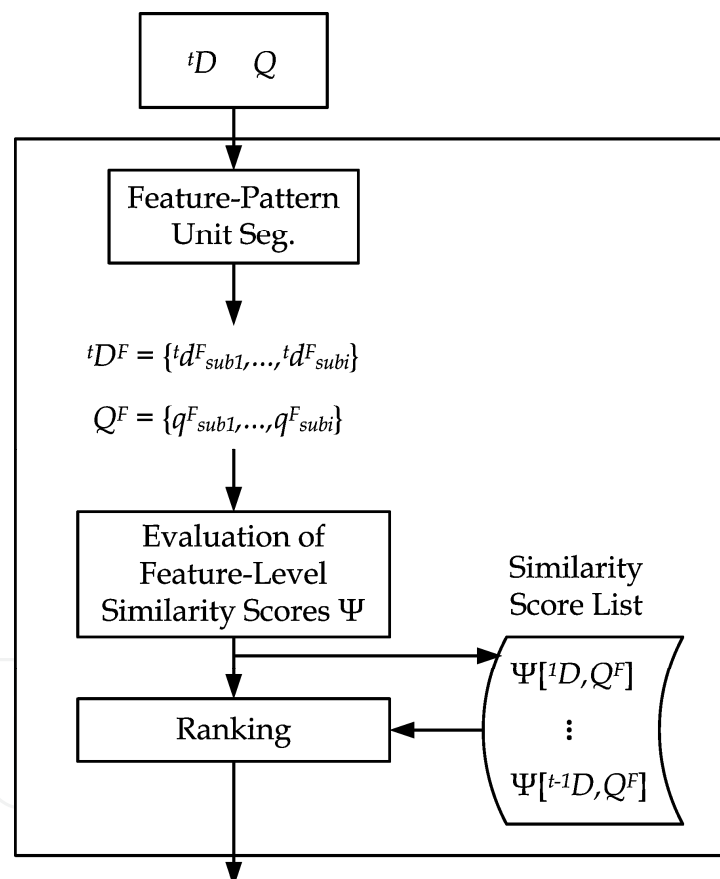 ᵗD Q
Feature-Pattern
Unit Seg.
ᵗDᶠ = {ᵗdᶠsub1,...,ᵗdᶠsubi}
Qᶠ = {qᶠsub1,...,qᶠsubi}
Evaluation of
Feature-Level
Similarity Scores Ψ
Similarity
Score List
Ψ[¹D,Qᶠ]
⋮
Ψ[ᵗ⁻¹D,Qᶠ]
Ranking